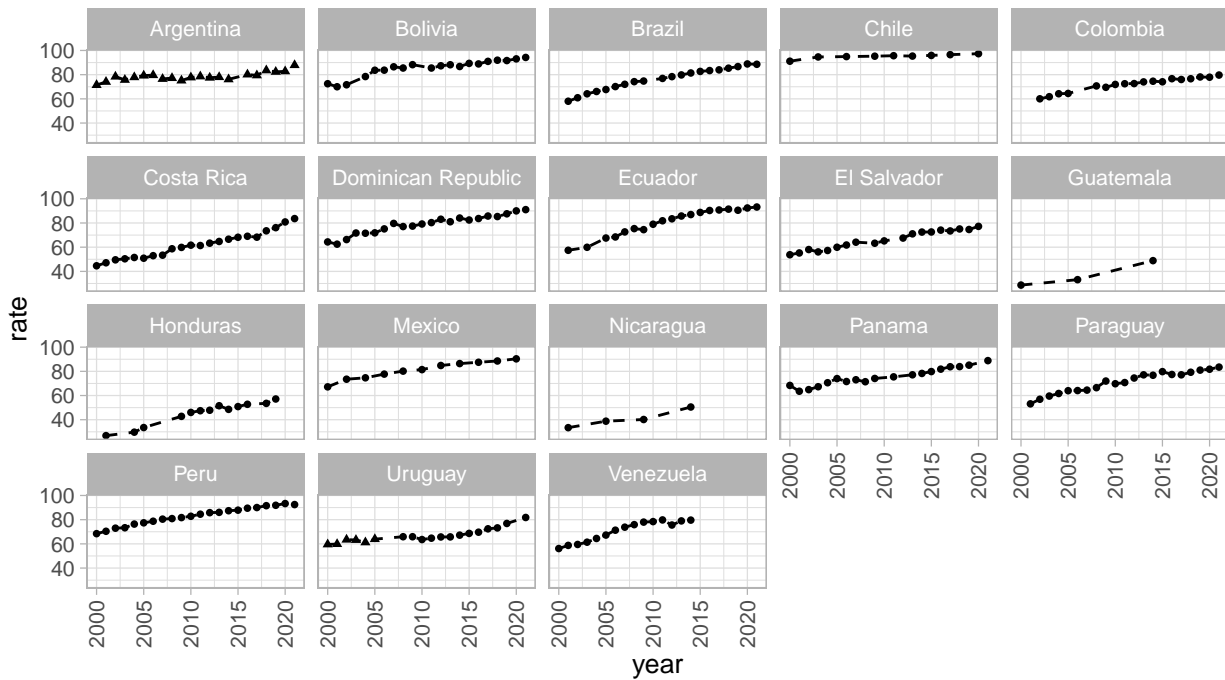 Argentina Bolivia Brazil Chile Colombia
100
80
60
40
Costa Rica Dominican Republic Ecuador El Salvador Guatemala
100
80
60
40
rate
Honduras Mexico Nicaragua Panama Paraguay
100
80
60
40
2000 2005 2010 2015 2020 2000 2005 2010 2015 2020
Peru Uruguay Venezuela
100
80
60
40
2000 2005 2010 2015 2020 2000 2005 2010 2015 2020 2000 2005 2010 2015 2020
year